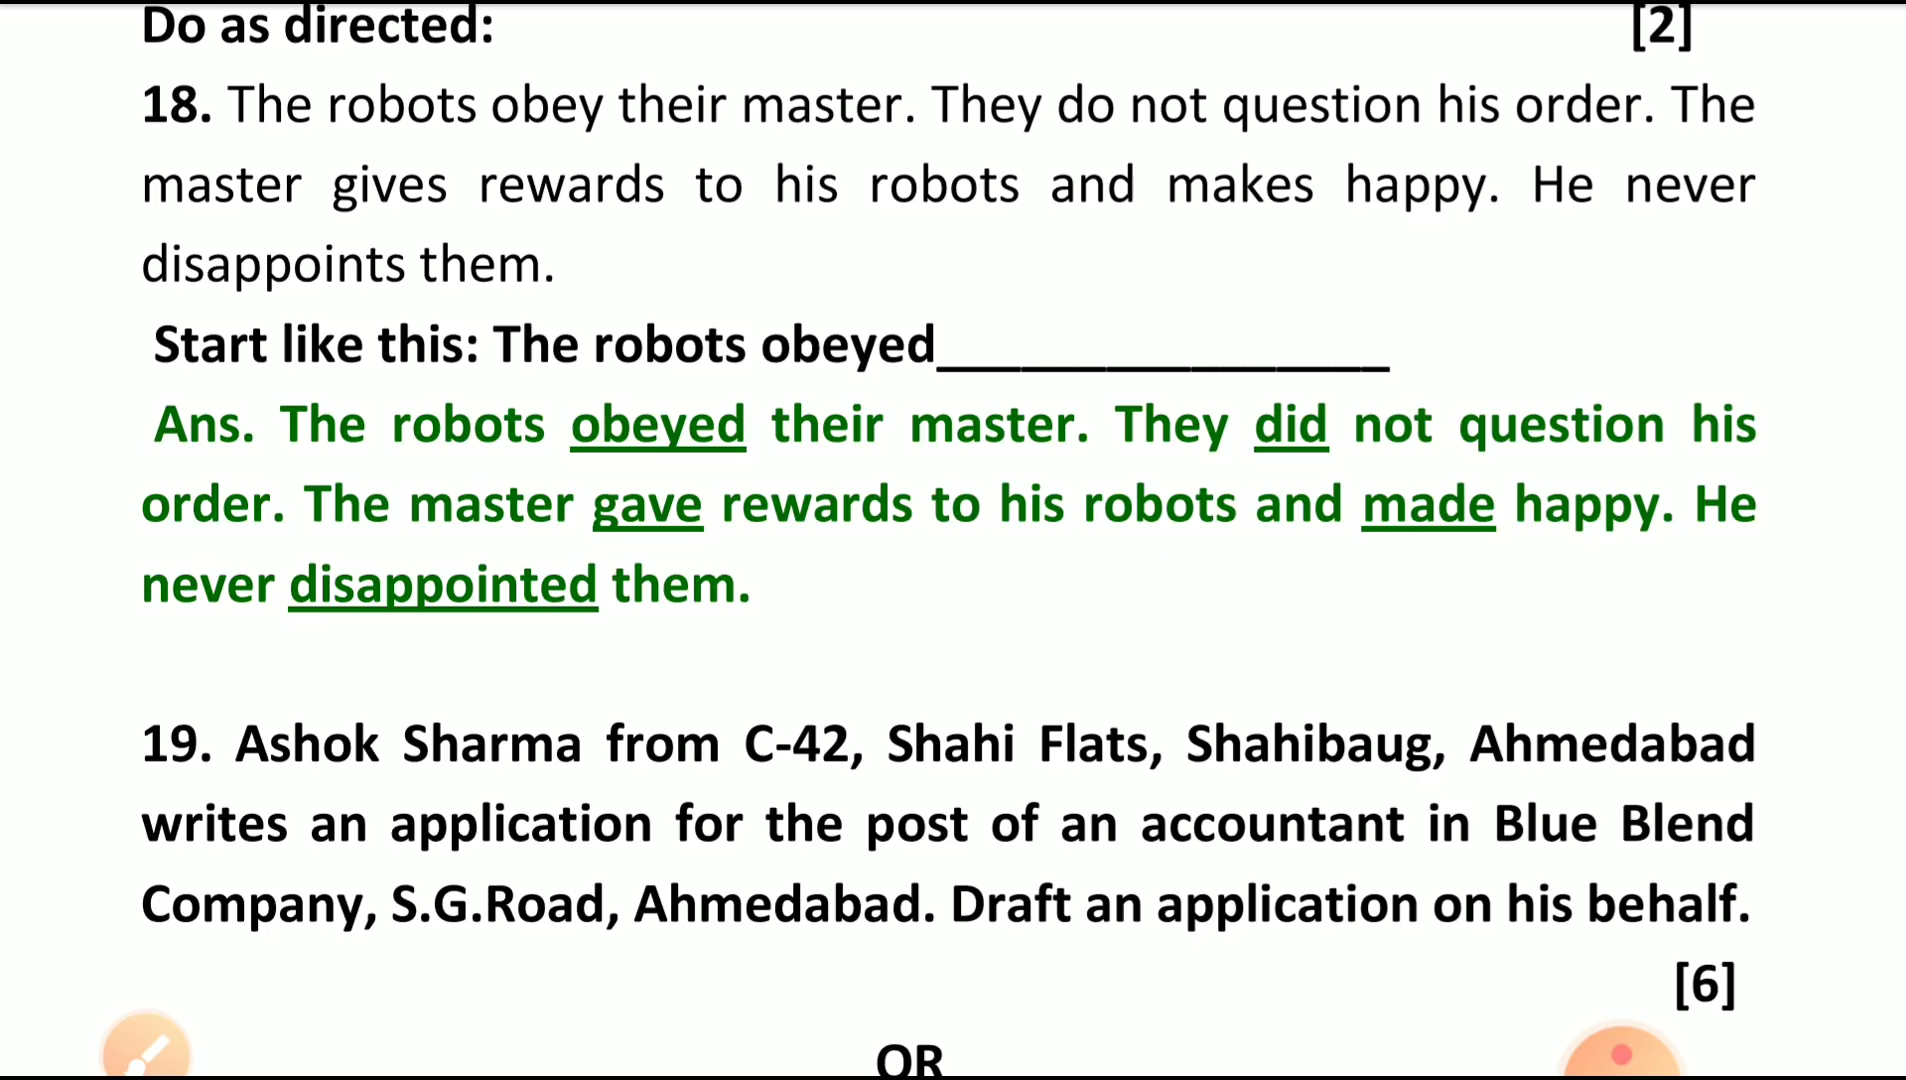 Do as directed: [2]
18. The robots obey their master. They do not question his order. The
master gives rewards to his robots and makes happy. He never
disappoints them.
Start like this: The robots obeyed________________
Ans. The robots obeyed their master. They did not question his
order. The master gave rewards to his robots and made happy. He
never disappointed them.
19. Ashok Sharma from C-42, Shahi Flats, Shahibaug, Ahmedabad
writes an application for the post of an accountant in Blue Blend
Company, S.G.Road, Ahmedabad. Draft an application on his behalf.
[6]
OR